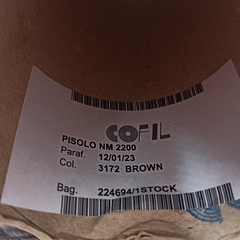 COFIL
PISOLO NM 2200
Paraf. 12/01/23
Col. 3172 BROWN
Bag. 224694/1STOCK